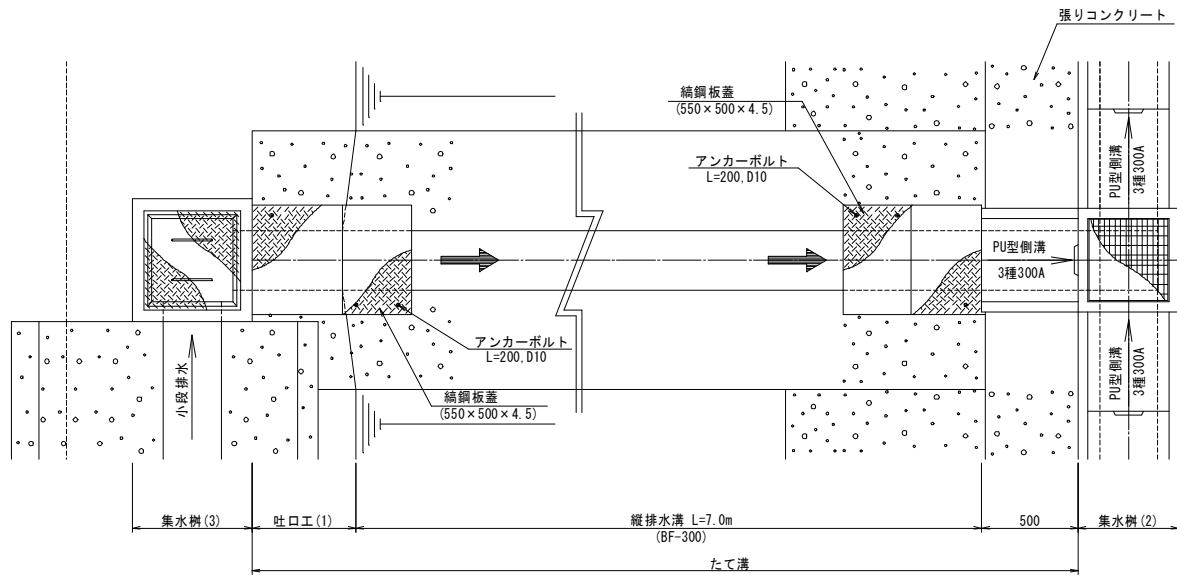 張りコンクリート
縞鋼板蓋
(550×500×4.5)
アンカーボルト
L=200,D10
PU型側溝
3種300A
PU型側溝
3種300A
アンカーボルト
L=200,D10
縞鋼板蓋
(550×500×4.5)
小段排水
PU型側溝
3種300A
集水桝(3)
吐口工(1)
縦排水溝 L=7.0m
(BF-300)
500
集水桝(2)
たて溝